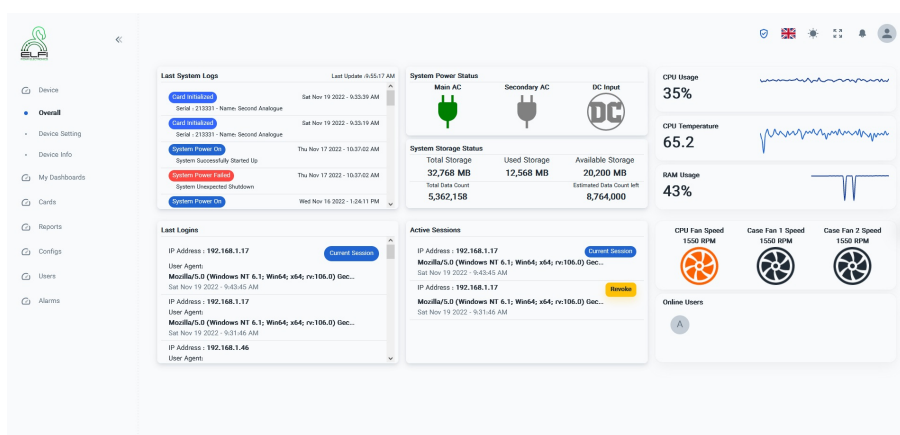 ELFI
Device
Overall
Device Setting
Device Info
My Dashboards
Cards
Reports
Configs
Users
Alarms
Last System Logs
Last Update :9:55:17 AM
Card Initialized
Sat Nov 19 2022 - 9:33:39 AM
Serial : 213331 - Name: Second Analogue
Card Initialized
Sat Nov 19 2022 - 9:33:19 AM
Serial : 213331 - Name: Second Analogue
System Power On
Thu Nov 17 2022 - 10:37:02 AM
System Successfully Started Up
System Power Failed
Thu Nov 17 2022 - 10:37:02 AM
System Unexpected Shutdown
System Power On
Wed Nov 16 2022 - 1:24:11 PM
System Power Status
Main AC
Secondary AC
DC Input
DC
System Storage Status
Total Storage
Used Storage
Available Storage
32,768 MB
12,568 MB
20,200 MB
Total Data Count
Estimated Data Count left
5,362,158
8,764,000
CPU Usage
35%
CPU Temperature
65.2
RAM Usage
43%
Last Logins
IP Address : 192.168.1.17
Current Session
User Agent:
Mozilla/5.0 (Windows NT 6.1; Win64; x64; rv:106.0) Gec...
Sat Nov 19 2022 - 9:43:45 AM
IP Address : 192.168.1.17
User Agent:
Mozilla/5.0 (Windows NT 6.1; Win64; x64; rv:106.0) Gec...
Sat Nov 19 2022 - 9:31:46 AM
IP Address : 192.168.1.46
User Agent:
Active Sessions
IP Address : 192.168.1.17
Current Session
Mozilla/5.0 (Windows NT 6.1; Win64; x64; rv:106.0) Gec...
Sat Nov 19 2022 - 9:43:45 AM
IP Address : 192.168.1.17
Revoke
Mozilla/5.0 (Windows NT 6.1; Win64; x64; rv:106.0) Gec...
Sat Nov 19 2022 - 9:31:46 AM
CPU Fan Speed
1550 RPM
Case Fan 1 Speed
1550 RPM
Case Fan 2 Speed
1550 RPM
Online Users
A